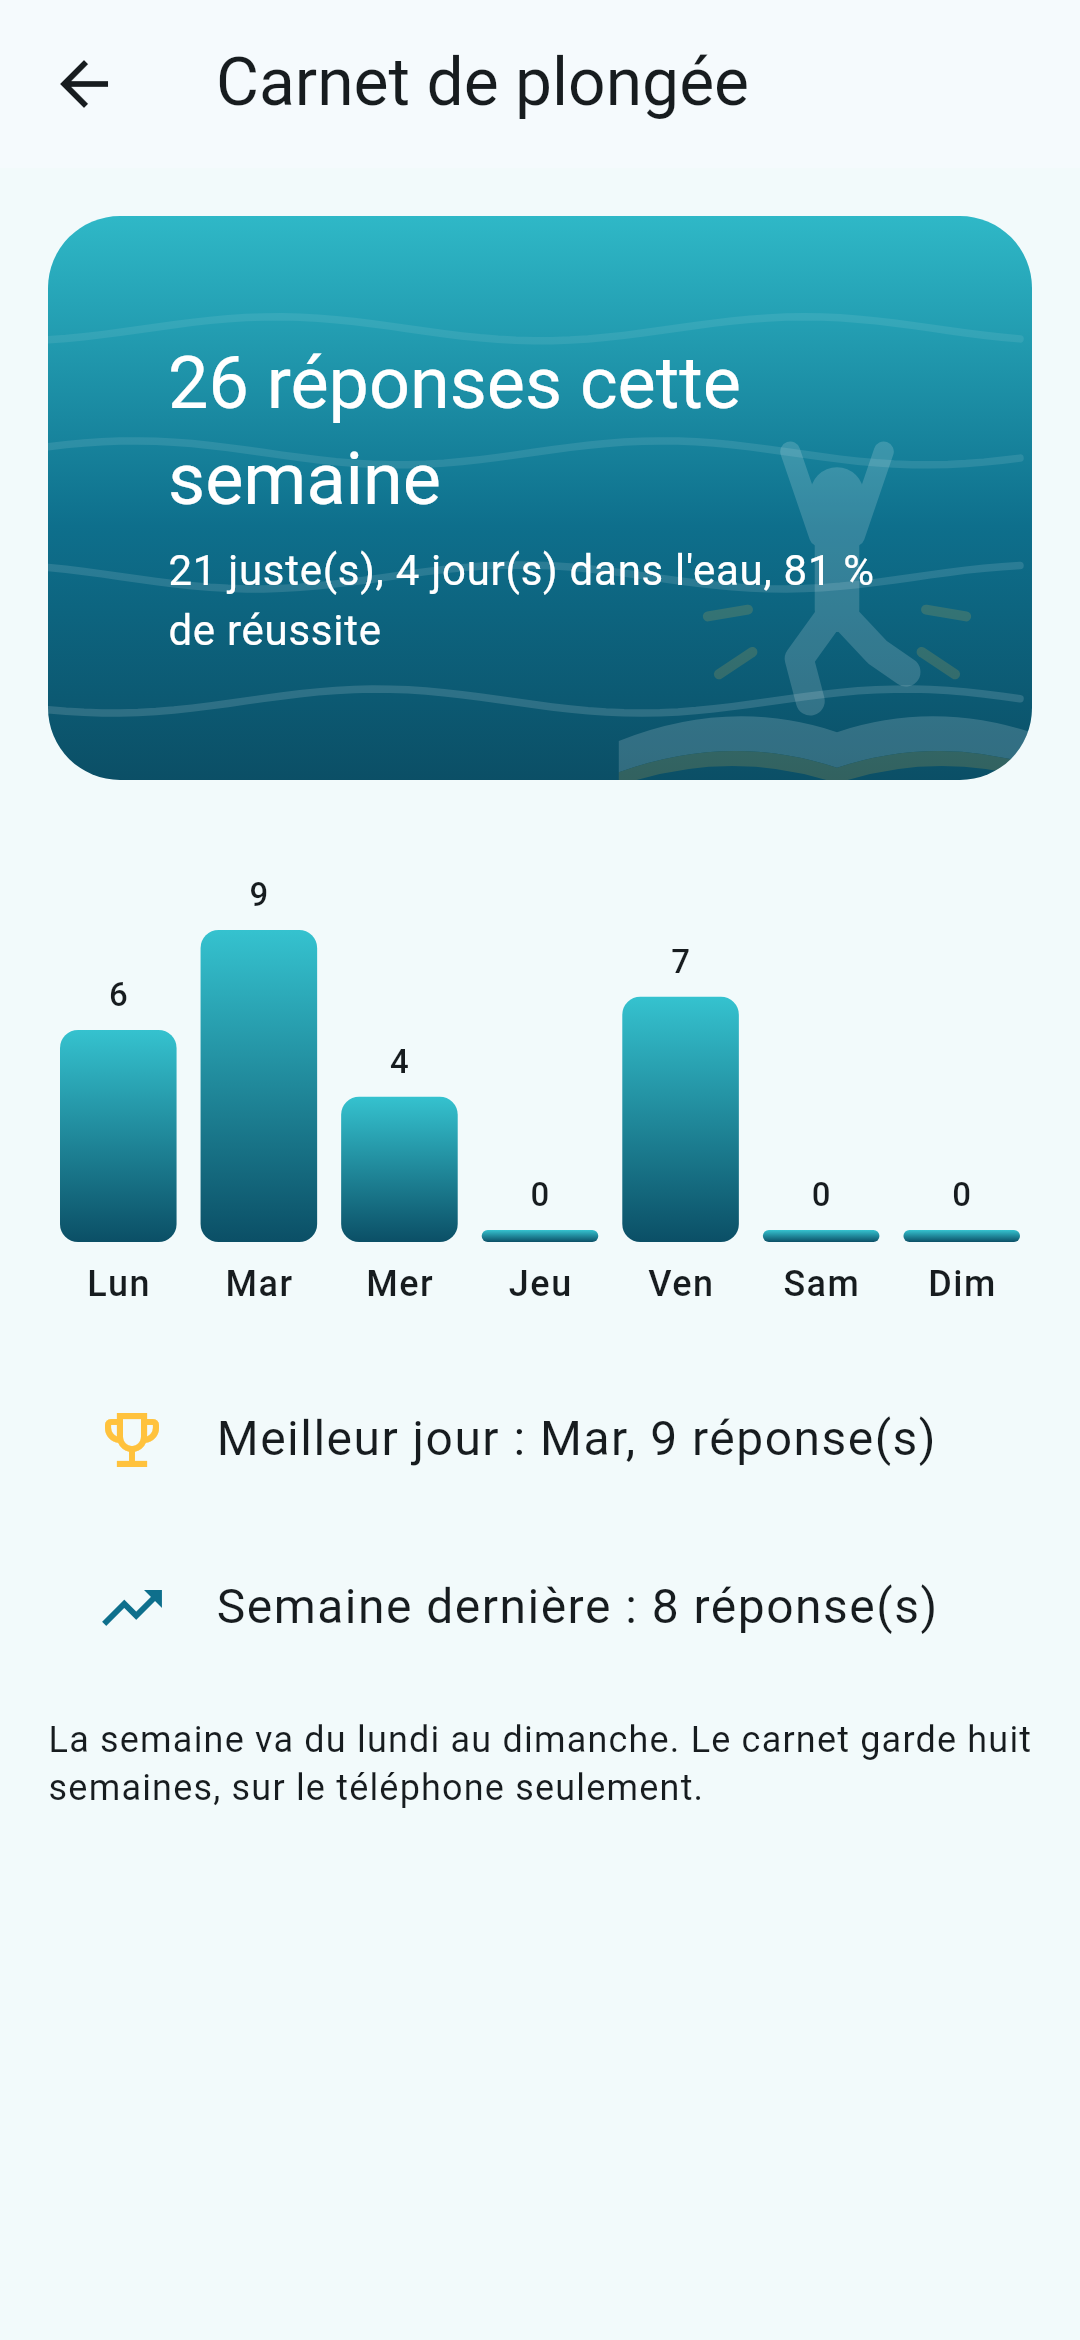 Carnet de plongée
26 réponses cette
semaine
21 juste(s), 4 jour(s) dans l'eau, 81 %
de réussite
6
9
4
0
7
0
0
Lun
Mar
Mer
Jeu
Ven
Sam
Dim
Meilleur jour : Mar, 9 réponse(s)
Semaine dernière : 8 réponse(s)
La semaine va du lundi au dimanche. Le carnet garde huit
semaines, sur le téléphone seulement.